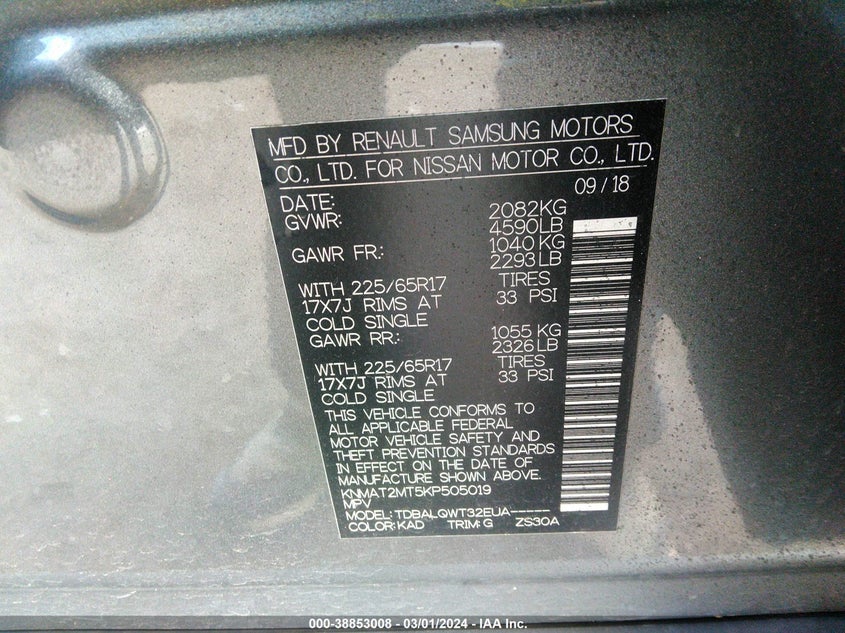 MFD BY RENAULT SAMSUNG MOTORS
CO., LTD. FOR NISSAN MOTOR CO., LTD.
DATE: 09/18
GVWR: 2082KG
4590LB
GAWR FR.: 1040KG
2293LB
WITH 225/65R17 TIRES
17X7J RIMS AT 33 PSI
COLD SINGLE
GAWR RR.: 1055 KG
2326LB
WITH 225/65R17 TIRES
17X7J RIMS AT 33 PSI
COLD SINGLE
THIS VEHICLE CONFORMS TO
ALL APPLICABLE FEDERAL
MOTOR VEHICLE SAFETY AND
THEFT PREVENTION STANDARDS
IN EFFECT ON THE DATE OF
MANUFACTURE SHOWN ABOVE.
KNMAT2MT5KP505019
MPV
MODEL: TDBALQWT32EUA-----
COLOR: KAD TRIM: G ZS30A
000-38853008 - 03/01/2024 - IAA Inc.